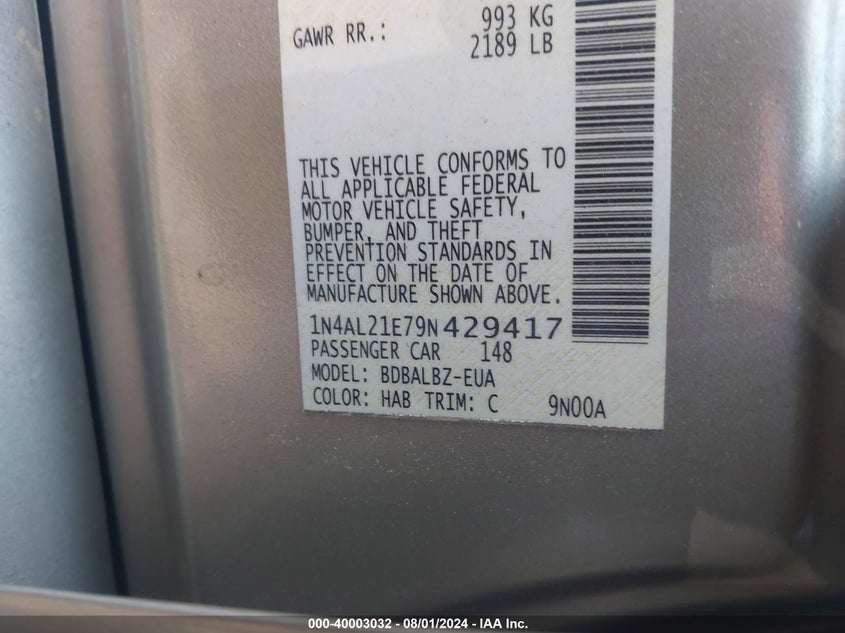 GAWR RR.: 993 KG
2189 LB
THIS VEHICLE CONFORMS TO
ALL APPLICABLE FEDERAL
MOTOR VEHICLE SAFETY,
BUMPER, AND THEFT
PREVENTION STANDARDS IN
EFFECT ON THE DATE OF
MANUFACTURE SHOWN ABOVE.
1N4AL21E79N429417
PASSENGER CAR 148
MODEL: BDBALBZ-EUA
COLOR: HAB TRIM: C 9N00A
000-40003032 - 08/01/2024 - IAA Inc.